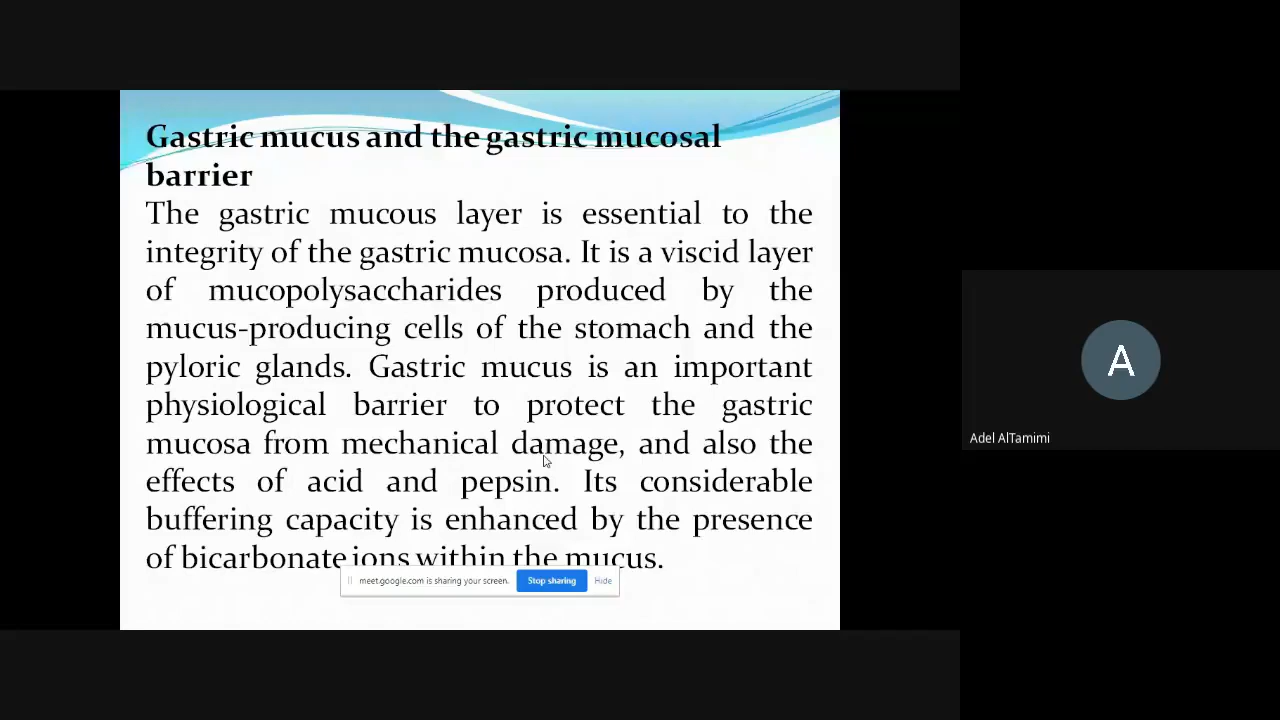 Gastric mucus and the gastric mucosal
barrier
The gastric mucous layer is essential to the
integrity of the gastric mucosa. It is a viscid layer
of mucopolysaccharides produced by the
mucus-producing cells of the stomach and the
pyloric glands. Gastric mucus is an important
physiological barrier to protect the gastric
mucosa from mechanical damage, and also the
effects of acid and pepsin. Its considerable
buffering capacity is enhanced by the presence
of bicarbonate ions within the mucus.
meet.google.com is sharing your screen.
Stop sharing
Hide
A
Adel AlTamimi